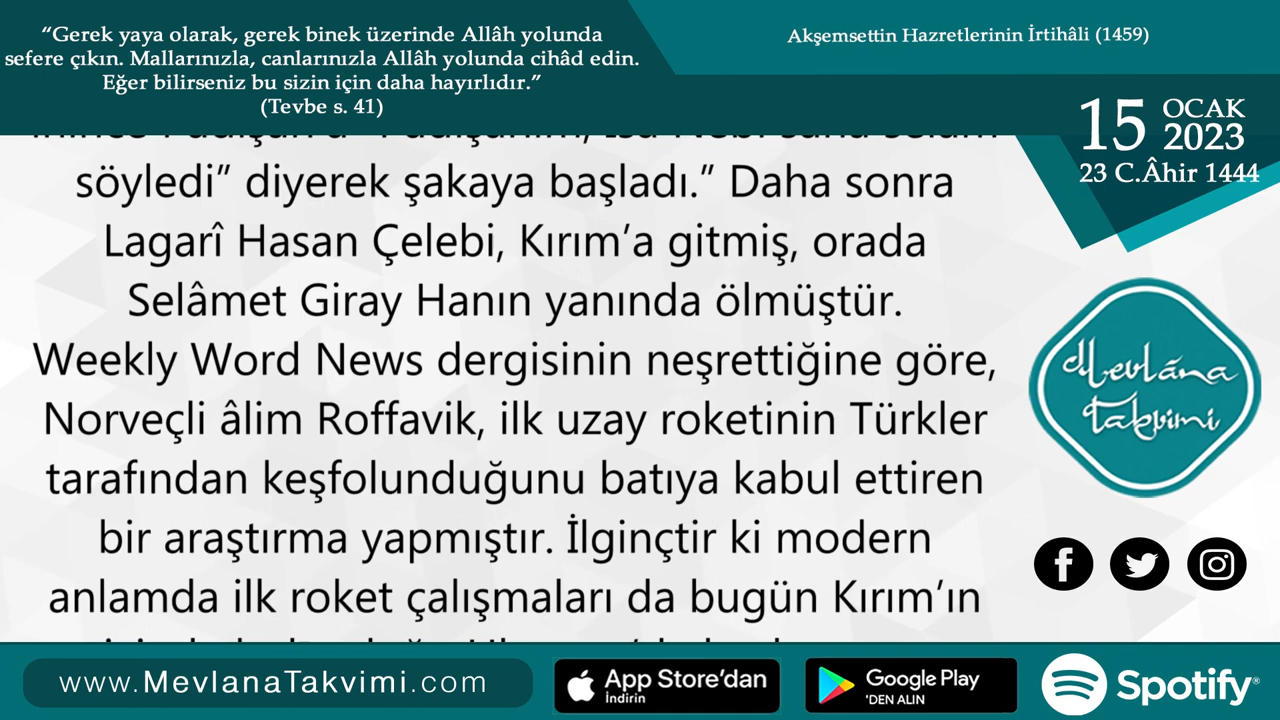 “Gerek yaya olarak, gerek binek üzerinde Allâh yolunda
sefere çıkın. Mallarınızla, canlarınızla Allâh yolunda cihâd edin.
Eğer bilirseniz bu sizin için daha hayırlıdır.”
(Tevbe s. 41)
Akşemsettin Hazretlerinin İrtihâli (1459)
15 OCAK
2023
23 C.Âhir 1444
söyledi” diyerek şakaya başladı.” Daha sonra
Lagarî Hasan Çelebi, Kırım’a gitmiş, orada
Selâmet Giray Hanın yanında ölmüştür.
Weekly Word News dergisinin neşrettiğine göre,
Norveçli âlim Roffavik, ilk uzay roketinin Türkler
tarafından keşfolunduğunu batıya kabul ettiren
bir araştırma yapmıştır. İlginçtir ki modern
anlamda ilk roket çalışmaları da bugün Kırım’ın
Mevlâna
takvimi
www.MevlanaTakvimi.com
App Store’dan
İndirin
Google Play
'DEN ALIN
Spotify